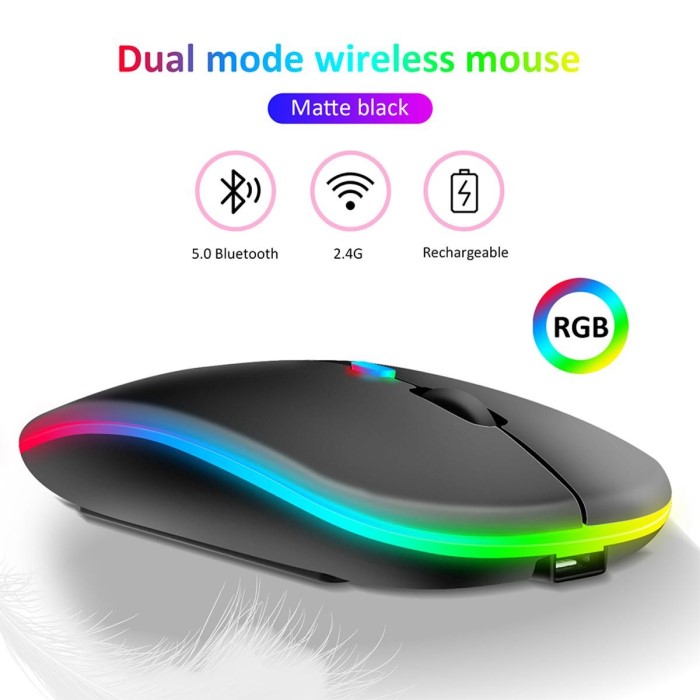 Dual mode wireless mouse
Matte black
5.0 Bluetooth
2.4G
Rechargeable
RGB